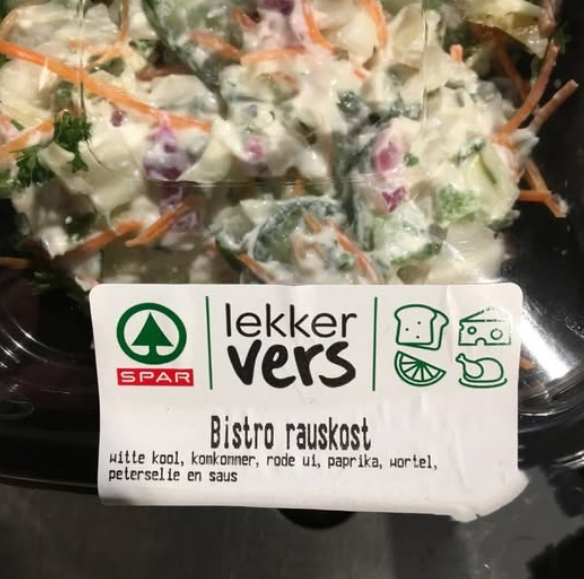 SPAR
lekker
vers
Bistro rauskost
witte kool, komkommer, rode ui, paprika, wortel,
peterselie en saus